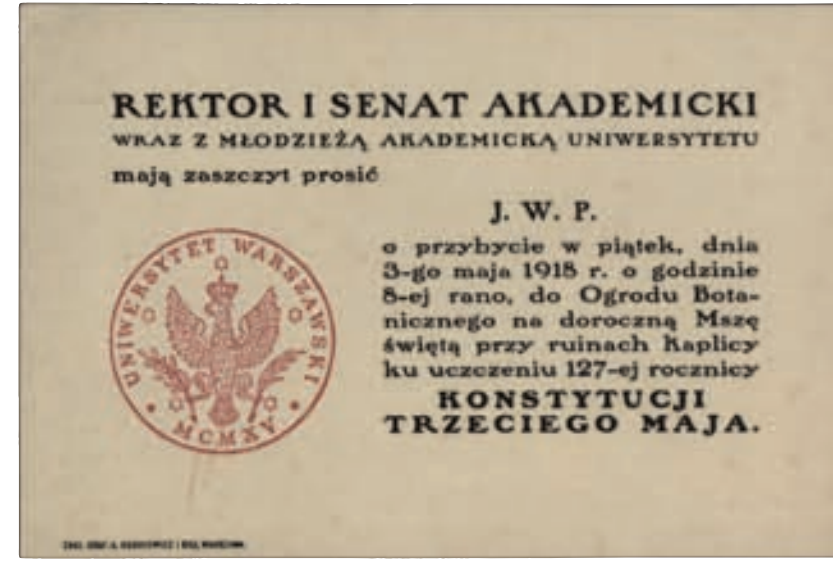 REKTOR I SENAT AKADEMICKI
WRAZ Z MŁODZIEŻĄ AKADEMICKĄ UNIWERSYTETU
mają zaszczyt prosić
J. W. P.
o przybycie w piątek, dnia
3-go maja 1918 r. o godzinie
8-ej rano, do Ogrodu Bota-
nicznego na doroczną Mszę
świętą przy ruinach Kaplicy
ku uczczeniu 127-ej rocznicy
KONSTYTUCJI
TRZECIEGO MAJA.
UNIWERSYTET WARSZAWSKI
MCMXV